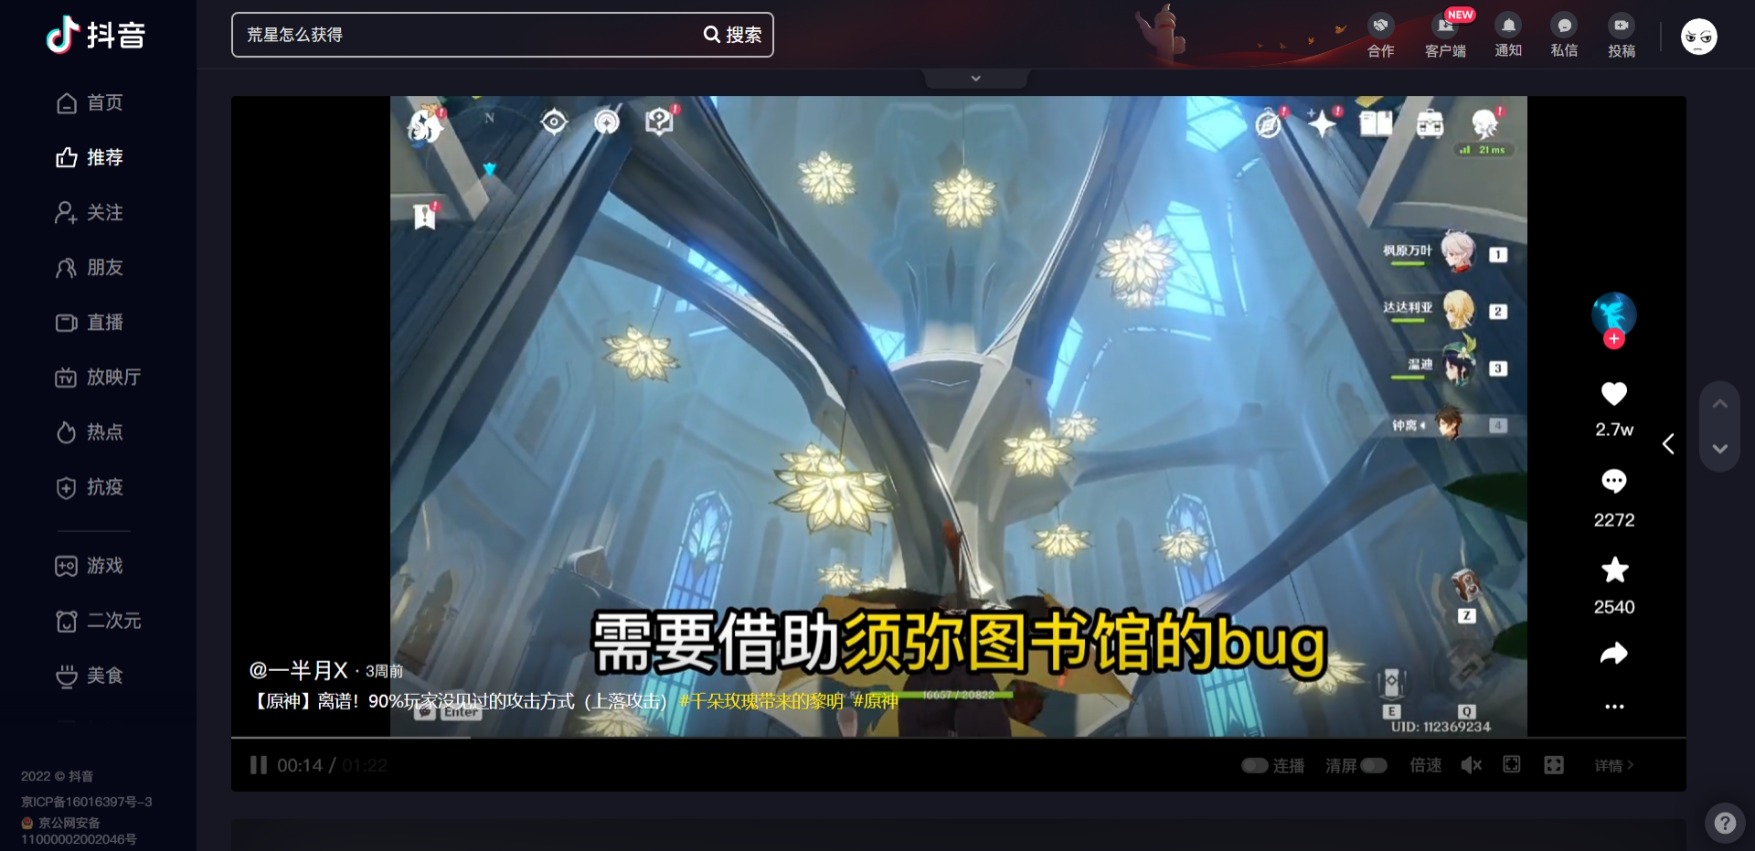 抖音
荒星怎么获得
搜索
合作
NEW
客户端
通知
私信
投稿
首页
推荐
关注
朋友
直播
放映厅
热点
抗疫
游戏
二次元
美食
2022 © 抖音
京ICP备16016397号-3
京公网安备
11000002002046号
N
21 ms
枫原万叶
1
达达利亚
2
温迪
3
钟离
4
2.7w
2272
2540
Z
需要借助须弥图书馆的bug
@一半月X · 3周前
【原神】离谱！90%玩家没见过的攻击方式（上落攻击） #千朵玫瑰带来的黎明 #原神
16657 / 20822
Enter
E
Q
UID: 112369234
00:14 / 01:22
连播
清屏
倍速
详情